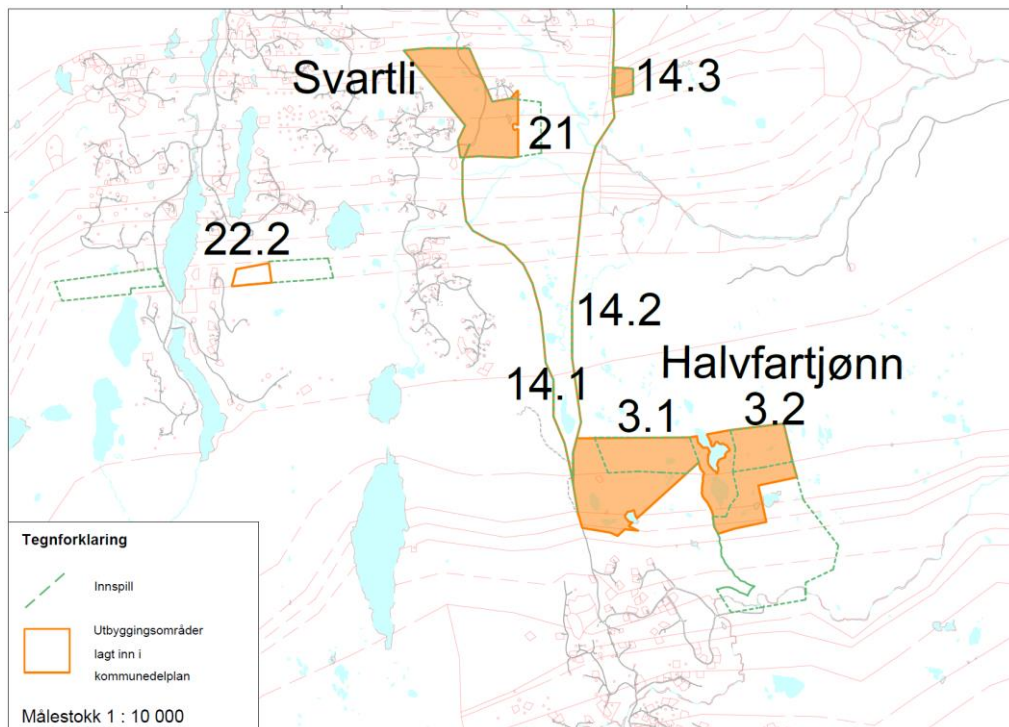 Svartli
14.3
21
22.2
14.2
Halvfartjønn
14.1
3.1
3.2
Tegnforklaring
Innspill
Utbyggingsområder
lagt inn i
kommunedelplan
Målestokk 1 : 10 000